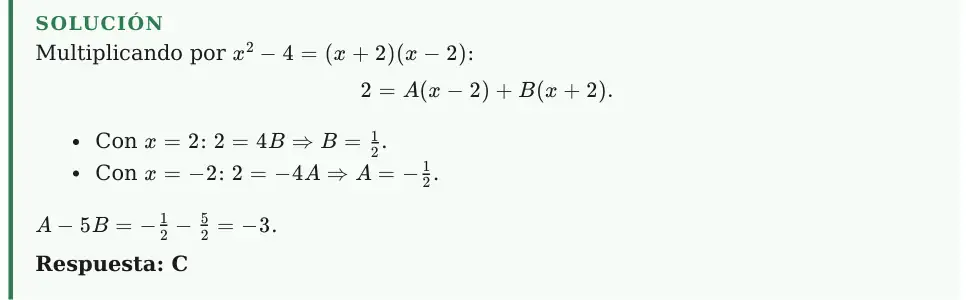 SOLUCIÓN
Multiplicando por x² − 4 = (x + 2)(x − 2):
2 = A(x − 2) + B(x + 2).
• Con x = 2: 2 = 4B ⇒ B = 1/2.
• Con x = −2: 2 = −4A ⇒ A = −1/2.
A − 5B = −1/2 − 5/2 = −3.
Respuesta: C